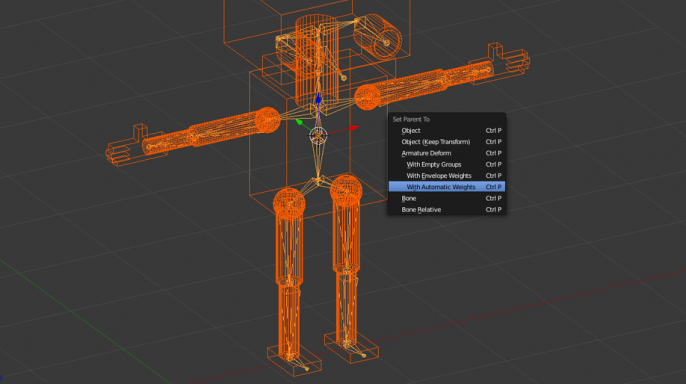 Set Parent To
Object Ctrl P
Object (Keep Transform) Ctrl P
Armature Deform Ctrl P
With Empty Groups Ctrl P
With Envelope Weights Ctrl P
With Automatic Weights Ctrl P
Bone Ctrl P
Bone Relative Ctrl P